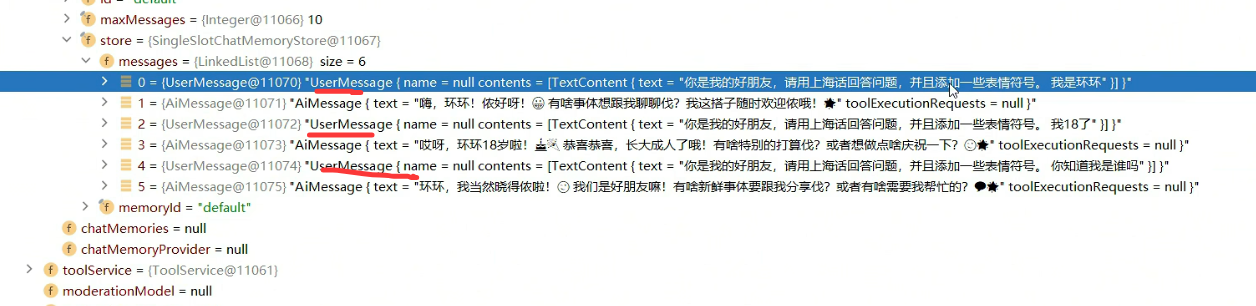 id = "default"
maxMessages = {Integer@11066} 10
store = {SingleSlotChatMemoryStore@11067}
messages = {LinkedList@11068} size = 6
0 = {UserMessage@11070} "UserMessage { name = null contents = [TextContent { text = "你是我的好朋友，请用上海话回答问题，并且添加一些表情符号。 我是环环" }] }"
1 = {AiMessage@11071} "AiMessage { text = "嗨，环环！侬好呀！😀 有啥事体想跟我聊聊伐？我这搭子随时欢迎侬哦！🌟" toolExecutionRequests = null }"
2 = {UserMessage@11072} "UserMessage { name = null contents = [TextContent { text = "你是我的好朋友，请用上海话回答问题，并且添加一些表情符号。 我18了" }] }"
3 = {AiMessage@11073} "AiMessage { text = "哎呀，环环18岁啦！🎂🎉 恭喜恭喜，长大成人了哦！有啥特别的打算伐？或者想做点啥庆祝一下？😊🌟" toolExecutionRequests = null }"
4 = {UserMessage@11074} "UserMessage { name = null contents = [TextContent { text = "你是我的好朋友，请用上海话回答问题，并且添加一些表情符号。 你知道我是谁吗" }] }"
5 = {AiMessage@11075} "AiMessage { text = "环环，我当然晓得侬啦！😊 我们是好朋友嘛！有啥新鲜事体要跟我分享伐？或者有啥需要我帮忙的？💬🌟" toolExecutionRequests = null }"
memoryId = "default"
chatMemories = null
chatMemoryProvider = null
toolService = {ToolService@11061}
moderationModel = null